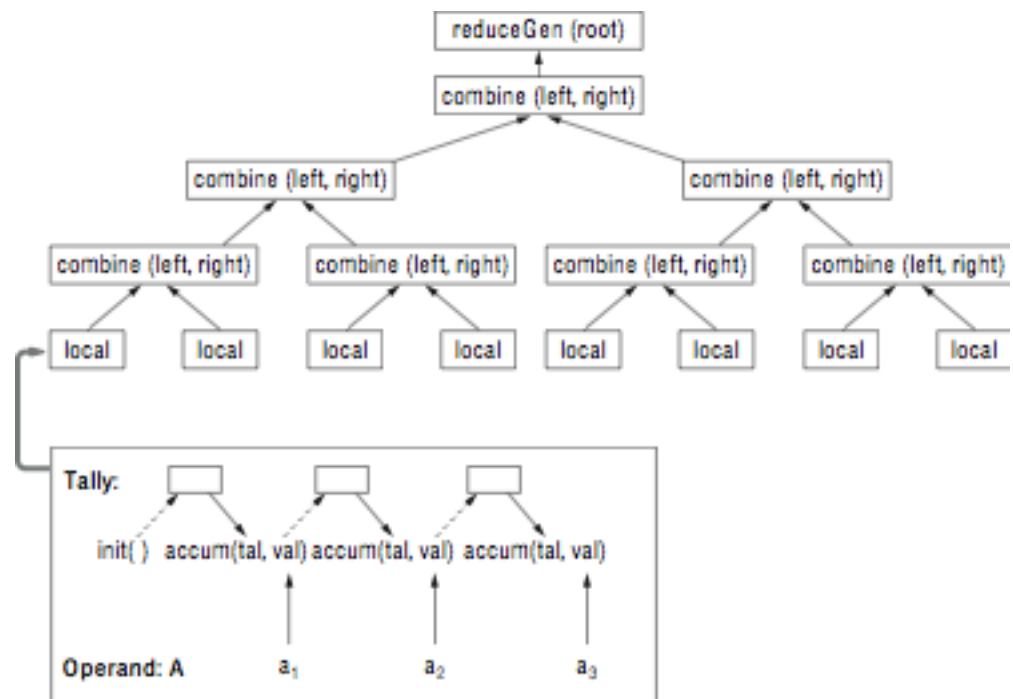 reduceGen (root)
combine (left, right)
combine (left, right) combine (left, right)
combine (left, right) combine (left, right) combine (left, right) combine (left, right)
local local local local local local local local
Tally:
init( ) accum(tal, val) accum(tal, val) accum(tal, val)
Operand: A a₁ a₂ a₃